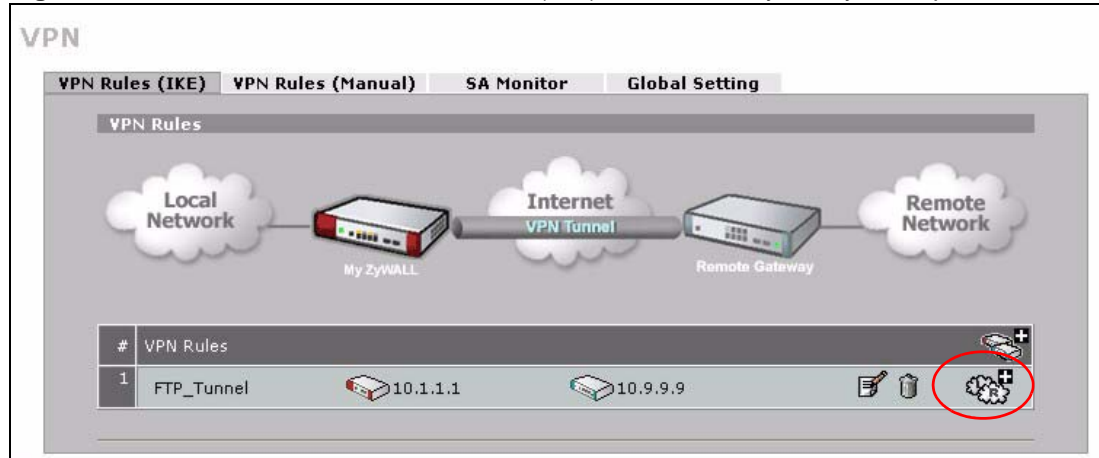 VPN
VPN Rules (IKE) VPN Rules (Manual) SA Monitor Global Setting
VPN Rules
Local Network
Internet
VPN Tunnel
Remote Network
My ZyWALL
Remote Gateway
# VPN Rules
1 FTP_Tunnel 10.1.1.1 10.9.9.9
R